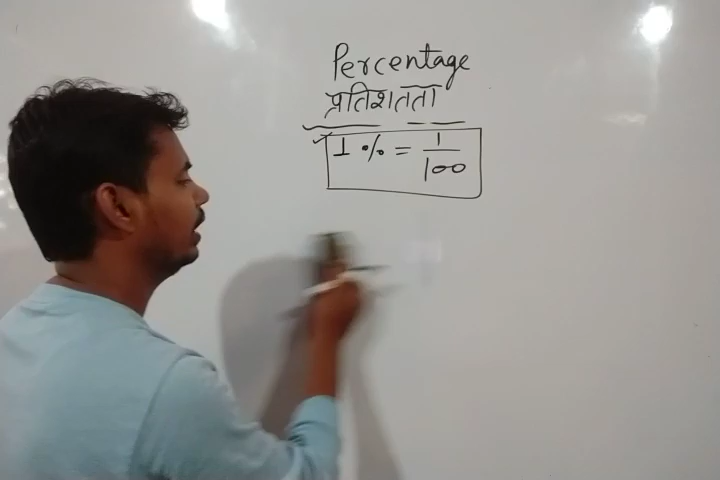 Percentage
प्रतिशतता
1 % = 1/100